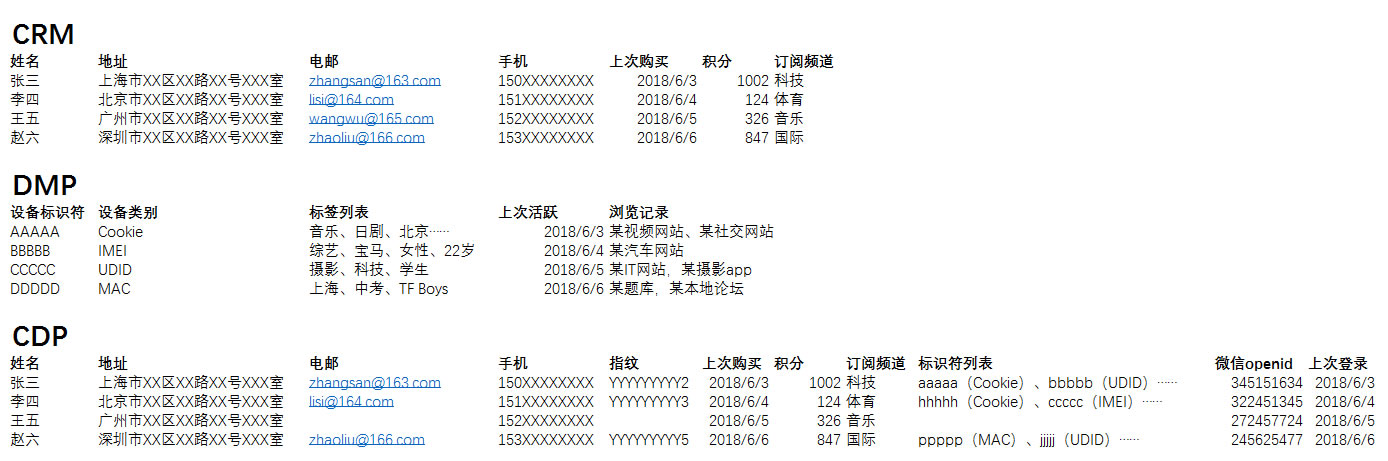 CRM
姓名 地址 电邮 手机 上次购买 积分 订阅频道
张三 上海市XX区XX路XX号XXX室 zhangsan@163.com 150XXXXXXXX 2018/6/3 1002 科技
李四 北京市XX区XX路XX号XXX室 lisi@164.com 151XXXXXXXX 2018/6/4 124 体育
王五 广州市XX区XX路XX号XXX室 wangwu@165.com 152XXXXXXXX 2018/6/5 326 音乐
赵六 深圳市XX区XX路XX号XXX室 zhaoliu@166.com 153XXXXXXXX 2018/6/6 847 国际
DMP
设备标识符 设备类别 标签列表 上次活跃 浏览记录
AAAAA Cookie 音乐、日剧、北京…… 2018/6/3 某视频网站、某社交网站
BBBBB IMEI 综艺、宝马、女性、22岁 2018/6/4 某汽车网站
CCCCC UDID 摄影、科技、学生 2018/6/5 某IT网站，某摄影app
DDDDD MAC 上海、中考、TF Boys 2018/6/6 某题库，某本地论坛
CDP
姓名 地址 电邮 手机 指纹 上次购买 积分 订阅频道 标识符列表 微信openid 上次登录
张三 上海市XX区XX路XX号XXX室 zhangsan@163.com 150XXXXXXXX YYYYYYYYY2 2018/6/3 1002 科技 aaaaa（Cookie）、bbbbb（UDID）…… 345151634 2018/6/3
李四 北京市XX区XX路XX号XXX室 lisi@164.com 151XXXXXXXX YYYYYYYYY3 2018/6/4 124 体育 hhhhh（Cookie）、ccccc（IMEI）…… 322451345 2018/6/4
王五 广州市XX区XX路XX号XXX室 152XXXXXXXX 2018/6/5 326 音乐 272457724 2018/6/5
赵六 深圳市XX区XX路XX号XXX室 zhaoliu@166.com 153XXXXXXXX YYYYYYYYY5 2018/6/6 847 国际 ppppp（MAC）、jjjjj（UDID）…… 245625477 2018/6/6